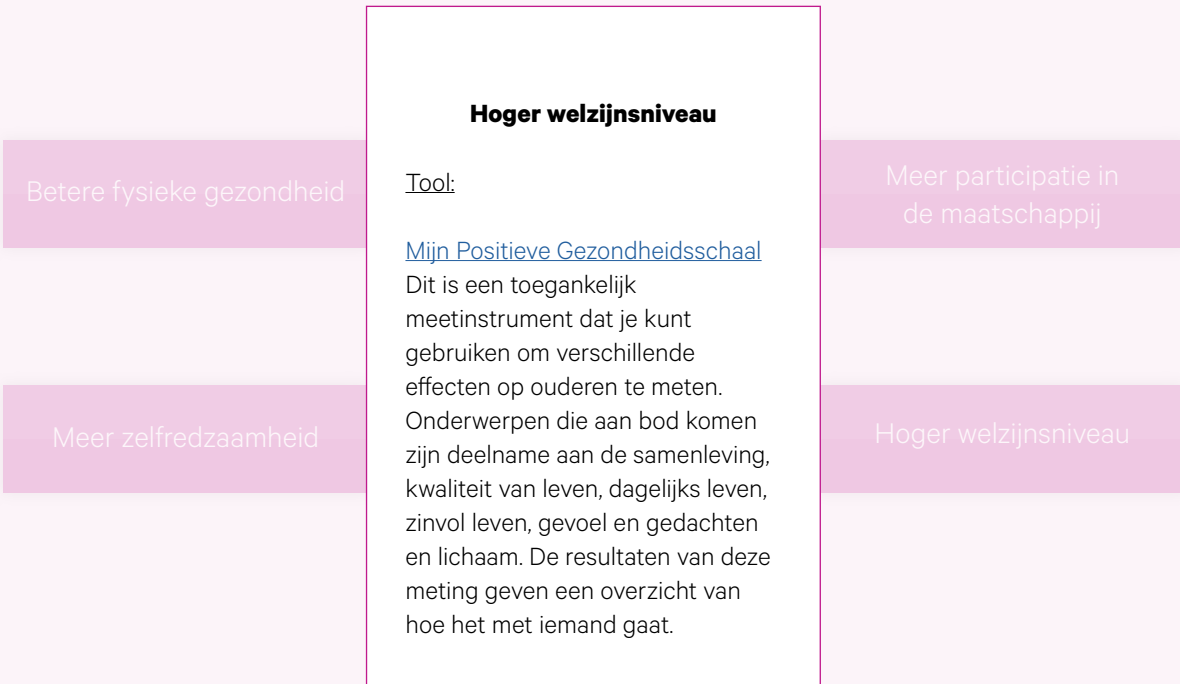 Hoger welzijnsniveau
Tool:
Mijn Positieve Gezondheidsschaal
Dit is een toegankelijk
meetinstrument dat je kunt
gebruiken om verschillende
effecten op ouderen te meten.
Onderwerpen die aan bod komen
zijn deelname aan de samenleving,
kwaliteit van leven, dagelijks leven,
zinvol leven, gevoel en gedachten
en lichaam. De resultaten van deze
meting geven een overzicht van
hoe het met iemand gaat.
Betere fysieke gezondheid
Meer participatie in
de maatschappij
Meer zelfredzaamheid
Hoger welzijnsniveau